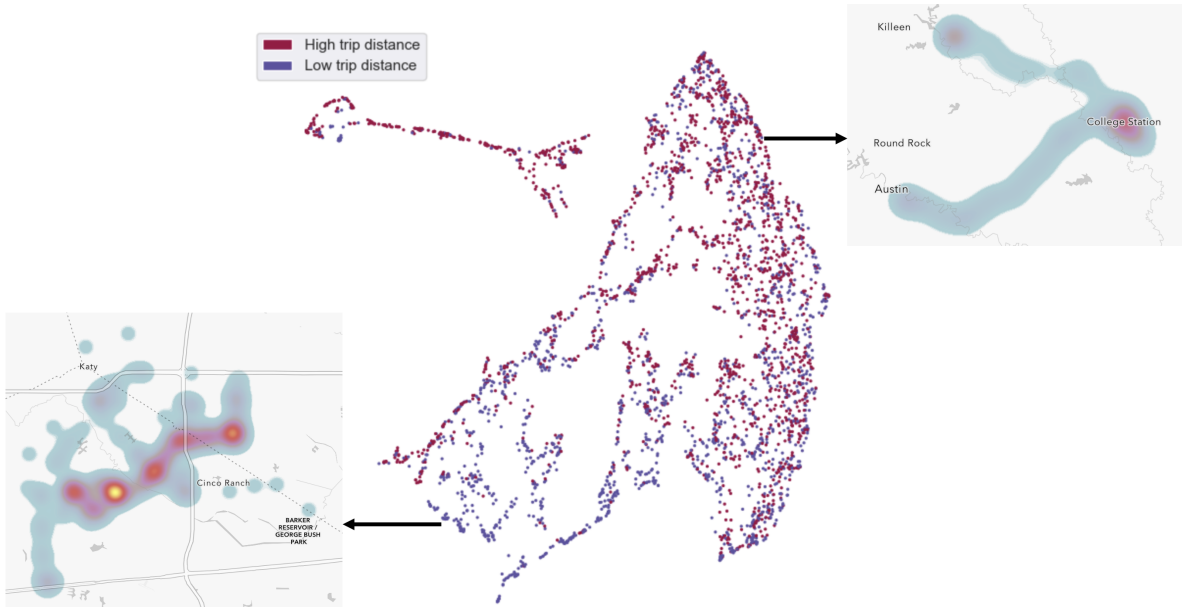 High trip distance
Low trip distance
Killeen
College Station
Round Rock
Austin
Katy
Cinco Ranch
BARKER
RESERVOIR /
GEORGE BUSH
PARK